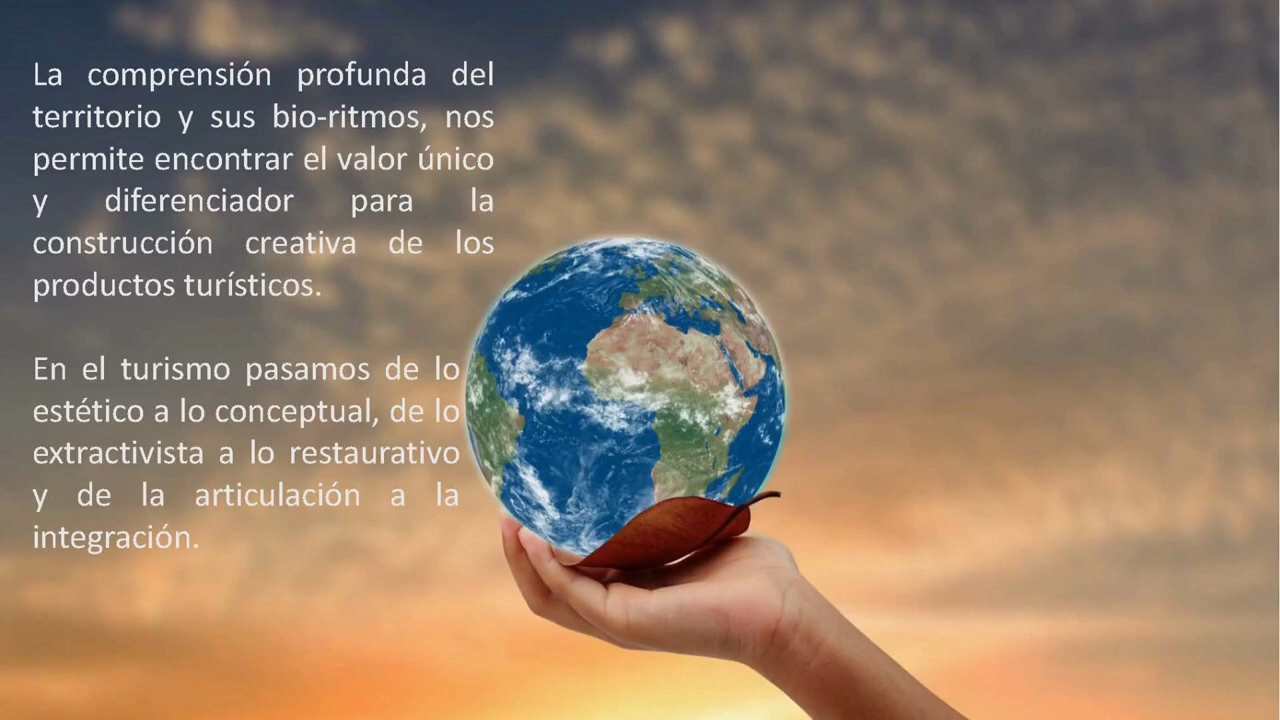 La comprensión profunda del
territorio y sus bio-ritmos, nos
permite encontrar el valor único
y diferenciador para la
construcción creativa de los
productos turísticos.
En el turismo pasamos de lo
estético a lo conceptual, de lo
extractivista a lo restaurativo
y de la articulación a la
integración.